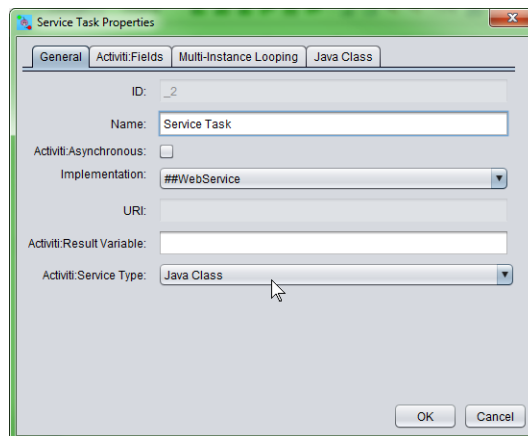 Service Task Properties
General Activiti:Fields Multi-Instance Looping Java Class
ID: _2
Name: Service Task
Activiti:Asynchronous:
Implementation: ##WebService
URI:
Activiti:Result Variable:
Activiti:Service Type: Java Class
OK Cancel